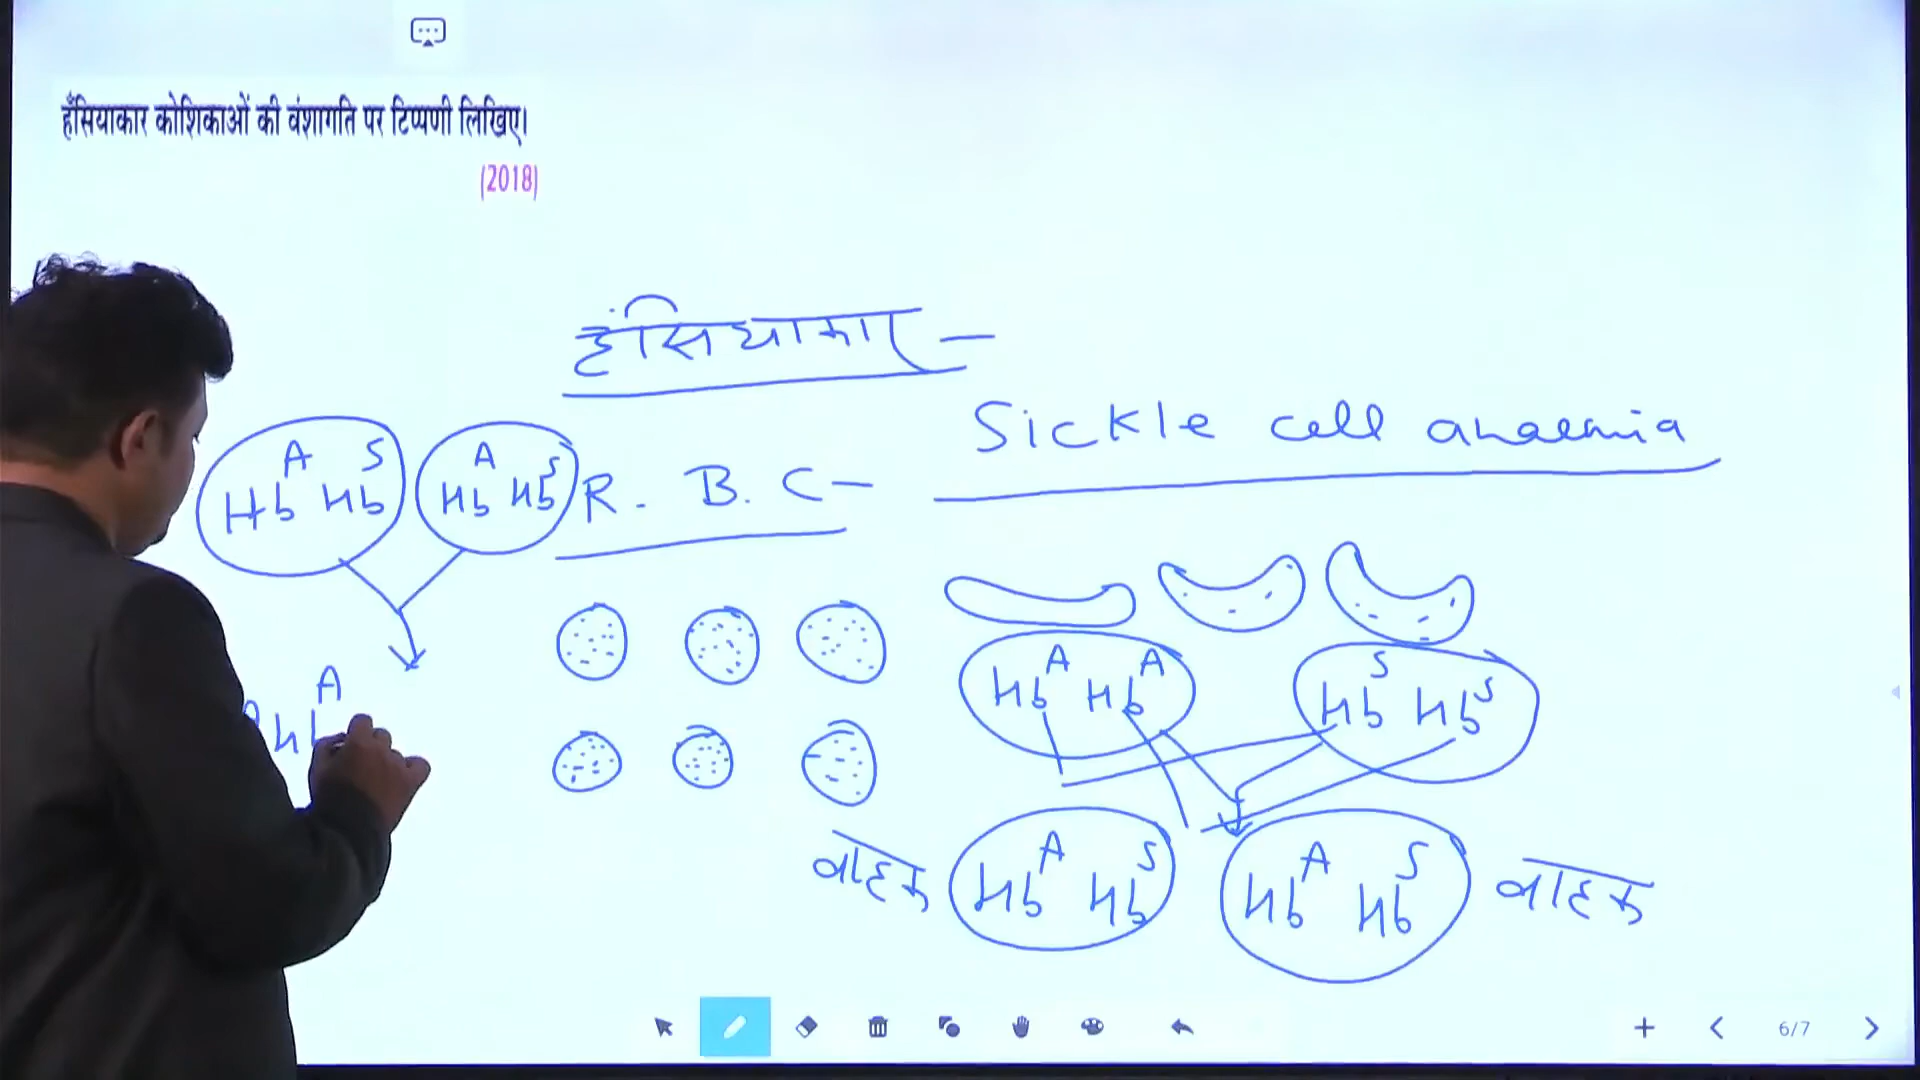 हँसियाकार कोशिकाओं की वंशागति पर टिप्पणी लिखिए।
(2018)
हंसियाकार –
Sickle cell anaemia
R. B. C –
Hb^A Hb^S
Hb^A Hb^S
Hb^A Hb^A
Hb^S Hb^S
A
वाहक Hb^A Hb^S
Hb^A Hb^S वाहक
6/7